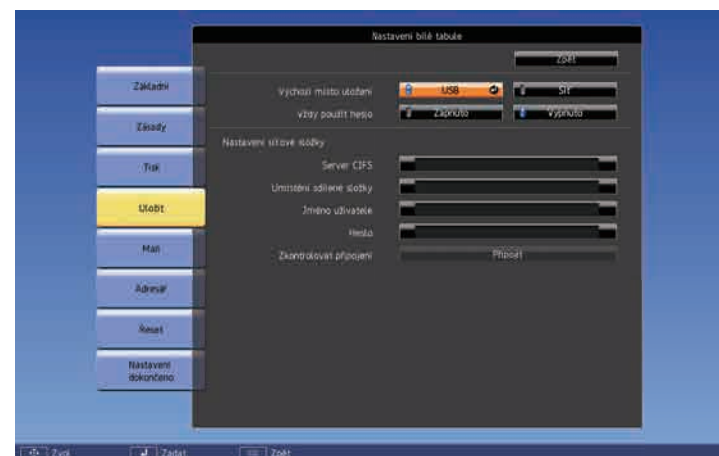 Nastavení bílé tabule
Zpět
Základní
Zásady
Tisk
Uložit
Mail
Adresář
Reset
Nastavení
dokončeno
Výchozí místo uložení
USB
Síť
Vždy použít heslo
Zapnuto
Vypnuto
Nastavení síťové složky
Server CIFS
Umístění sdílené složky
Jméno uživatele
Heslo
Zkontrolovat připojení
Připojit
Zvol
Zadat
Zpět